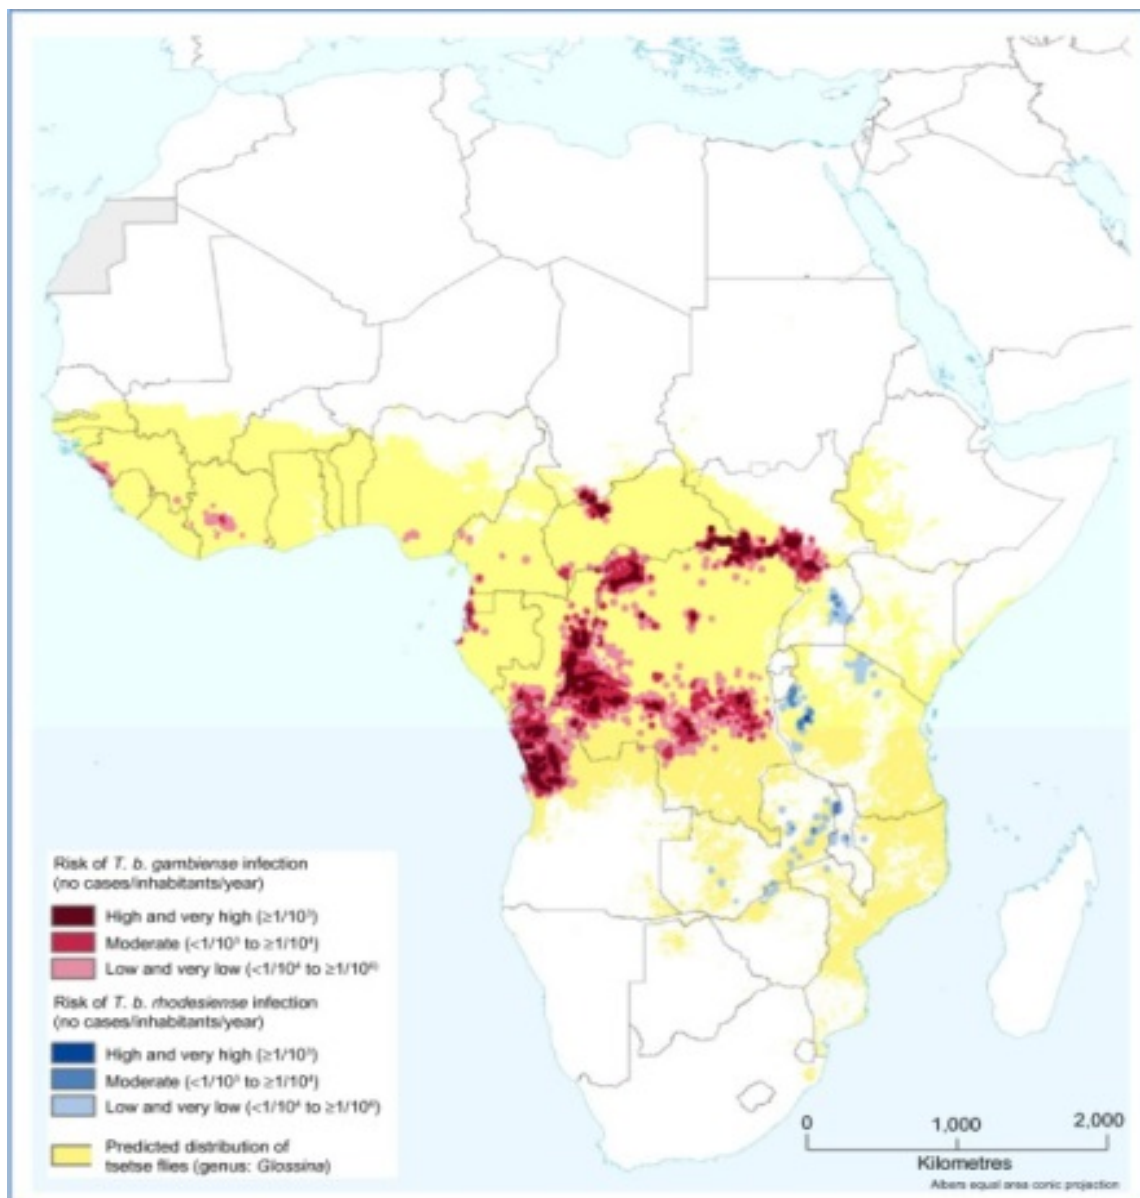 Risk of T. b. gambiense infection
(no cases/inhabitants/year)
High and very high (≥1/10³)
Moderate (<1/10³ to ≥1/10⁴)
Low and very low (<1/10⁴ to ≥1/10⁶⁾
Risk of T. b. rhodesiense infection
(no cases/inhabitants/year)
High and very high (≥1/10³)
Moderate (<1/10³ to ≥1/10⁴)
Low and very low (<1/10⁴ to ≥1/10⁶)
Predicted distribution of
tsetse flies (genus: Glossina)
0 1,000 2,000
Kilometres
Albers equal area conic projection